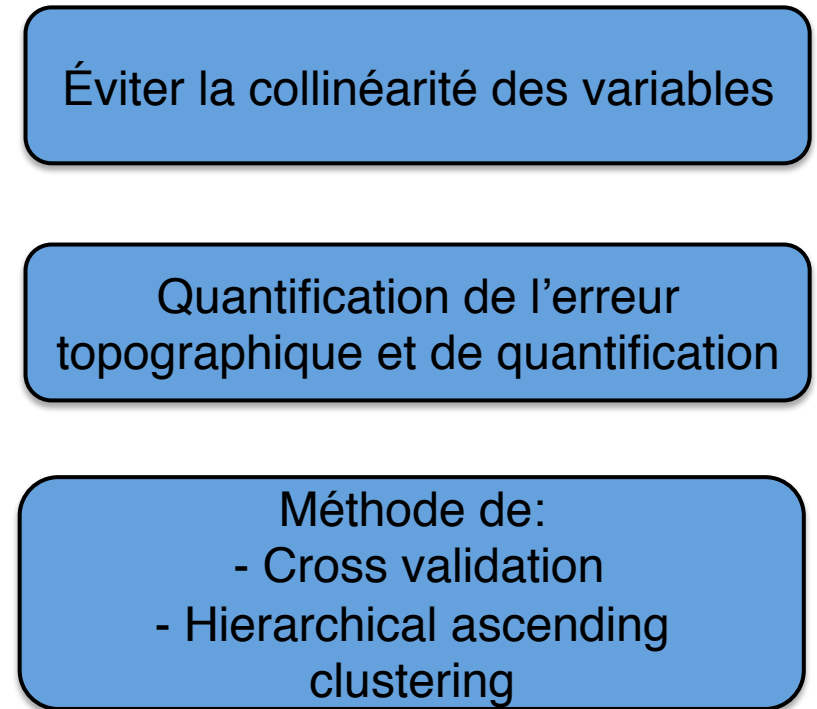 Éviter la collinéarité des variables
Quantification de l’erreur
topographique et de quantification
Méthode de:
- Cross validation
- Hierarchical ascending
clustering